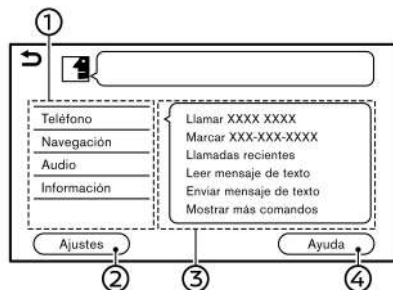 ①
Teléfono
Navegación
Audio
Información
Llamar XXXX XXXX
Marcar XXX-XXX-XXXX
Llamadas recientes
Leer mensaje de texto
Enviar mensaje de texto
Mostrar más comandos
Ajustes
Ayuda
②
③
④